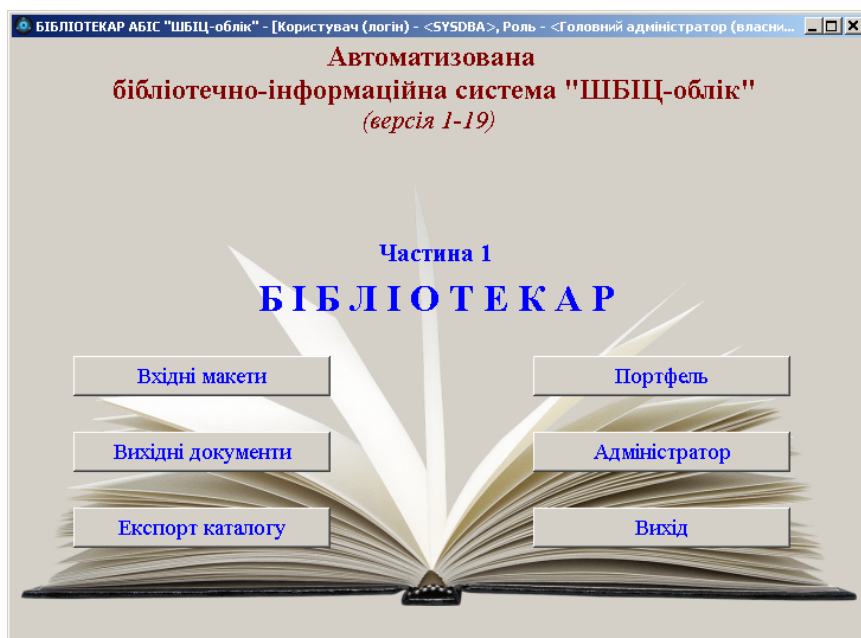 БІБЛІОТЕКАР АБІС "ШБІЦ-облік" - [Користувач (логін) - <SYSDBA>, Роль - <Головний адміністратор (власни...
Автоматизована
бібліотечно-інформаційна система "ШБІЦ-облік"
(версія 1-19)
Частина 1
Б І Б Л І О Т Е К А Р
Вхідні макети
Портфель
Вихідні документи
Адміністратор
Експорт каталогу
Вихід